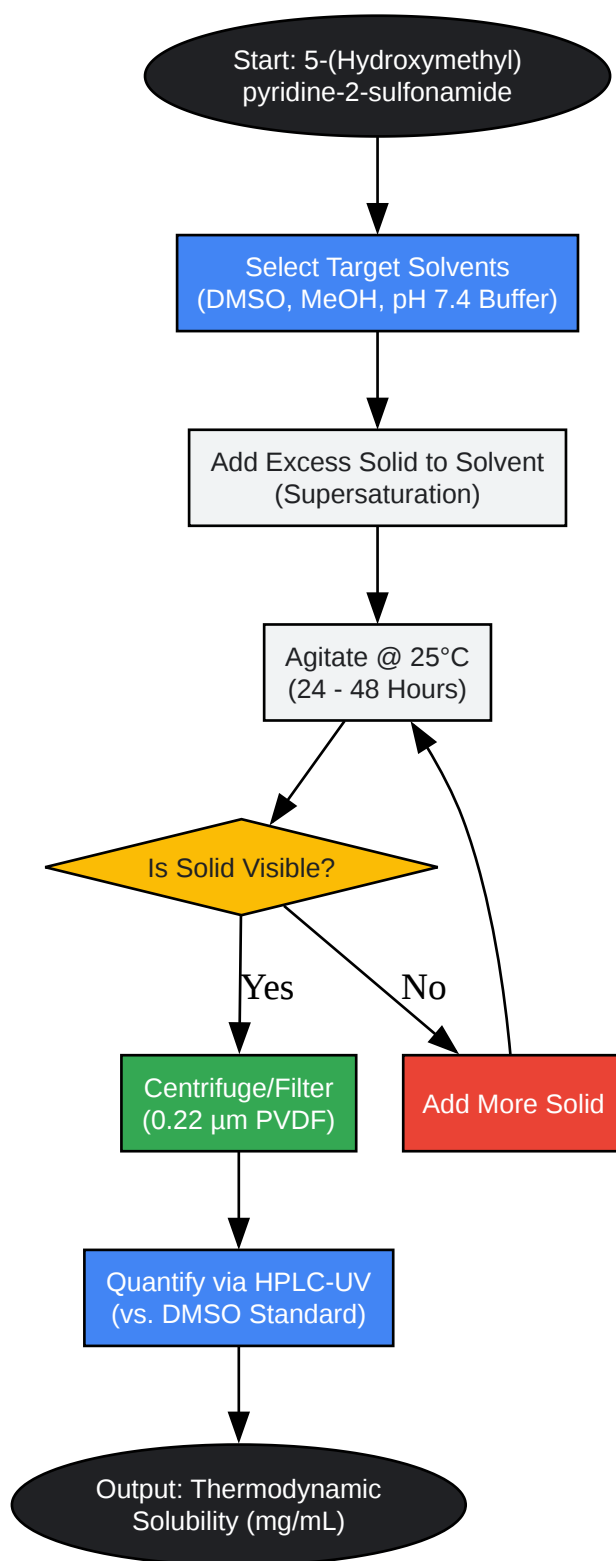 Start: 5-(Hydroxymethyl)
pyridine-2-sulfonamide
Select Target Solvents
(DMSO, MeOH, pH 7.4 Buffer)
Add Excess Solid to Solvent
(Supersaturation)
Agitate @ 25°C
(24 - 48 Hours)
Is Solid Visible?
Yes
No
Centrifuge/Filter
(0.22 µm PVDF)
Add More Solid
Quantify via HPLC-UV
(vs. DMSO Standard)
Output: Thermodynamic
Solubility (mg/mL)